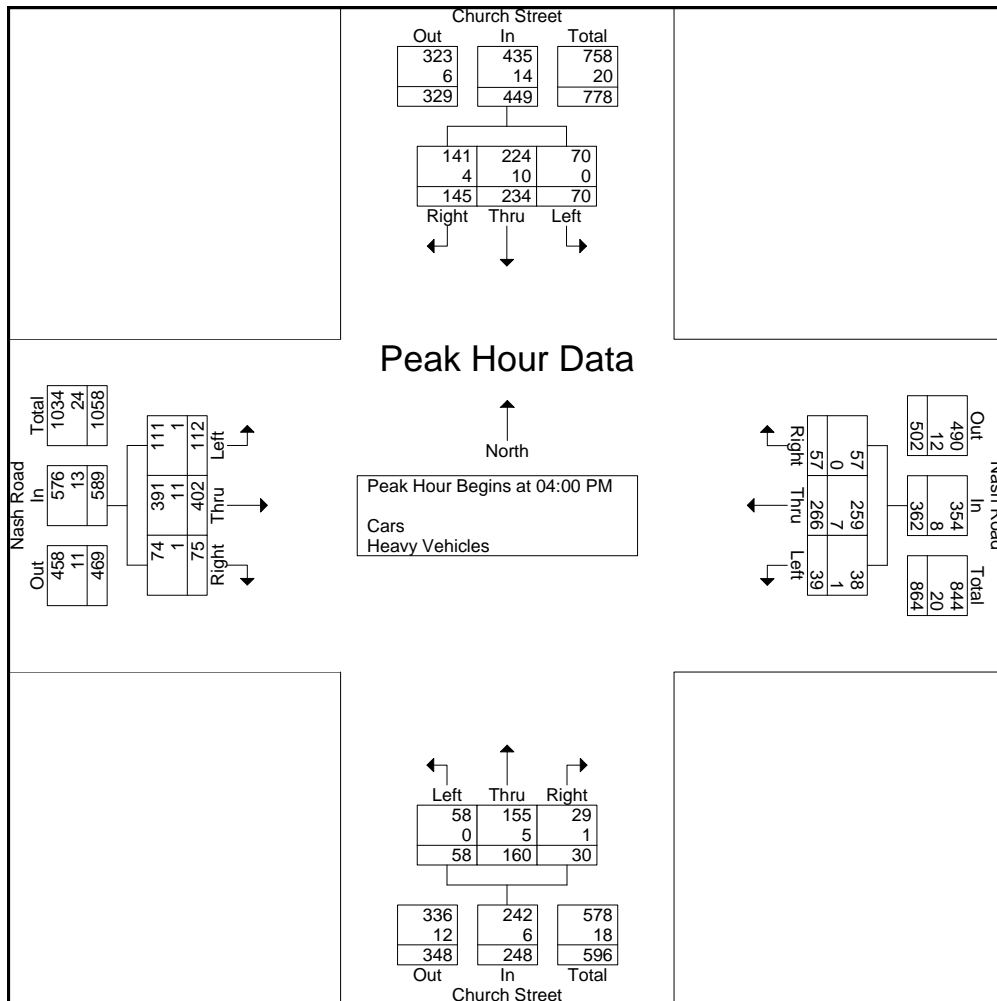 Church Street
Out In Total
323 435 758
6 14 20
329 449 778
141 224 70
4 10 0
145 234 70
Right Thru Left
Peak Hour Data
North
Peak Hour Begins at 04:00 PM
Cars
Heavy Vehicles
Nash Road
Total In Out
1034 576 458
24 13 11
1058 589 469
111 391 74
1 11 1
112 402 75
Left Thru Right
Right Thru Left
57 266 39
0 7 1
57 259 38
Out In Total
490 354 844
12 8 20
502 362 864
Nash Road
Left Thru Right
58 155 29
0 5 1
58 160 30
336 242 578
12 6 18
348 248 596
Out In Total
Church Street